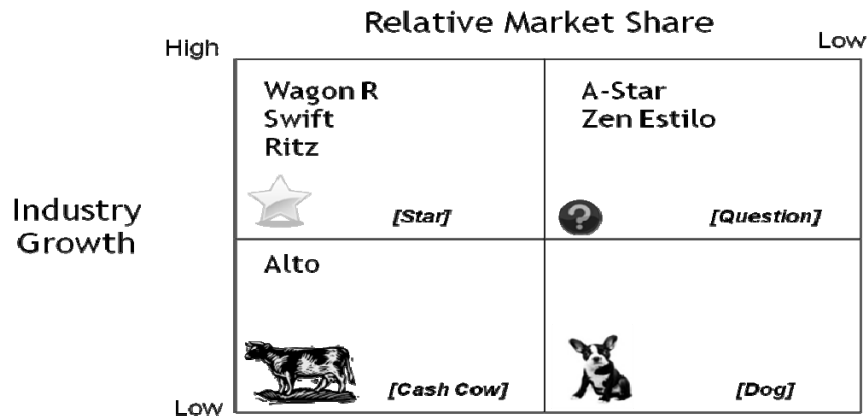 Relative Market Share
High
Low
Wagon R
Swift
Ritz
A-Star
Zen Estilo
?
[Star]
[Question]
Industry
Growth
Alto
[Cash Cow]
[Dog]
Low